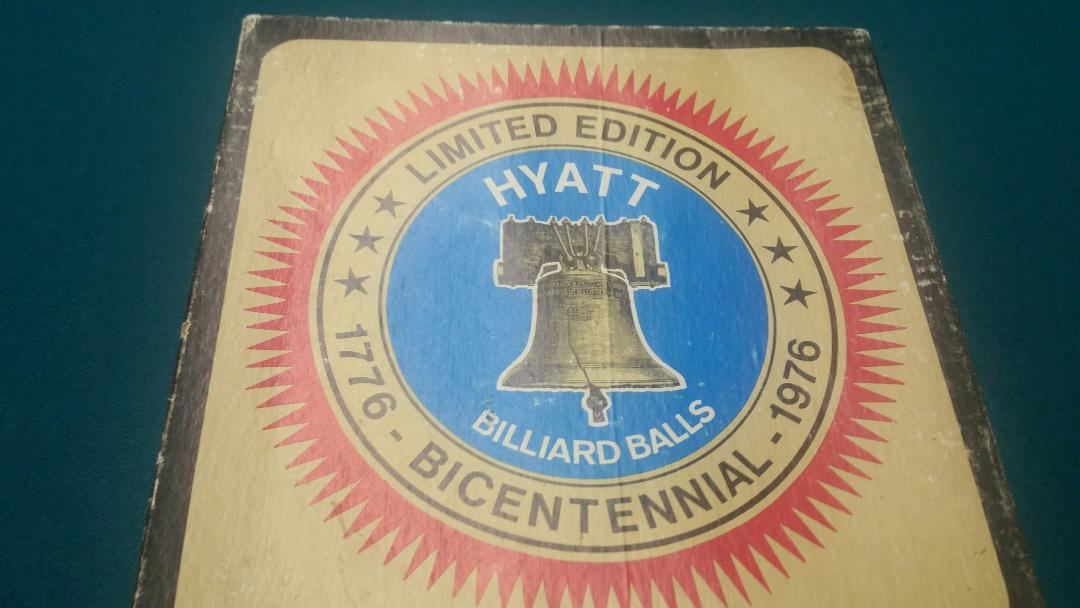 LIMITED EDITION
HYATT
BILLIARD BALLS
1776 - BICENTENNIAL - 1976